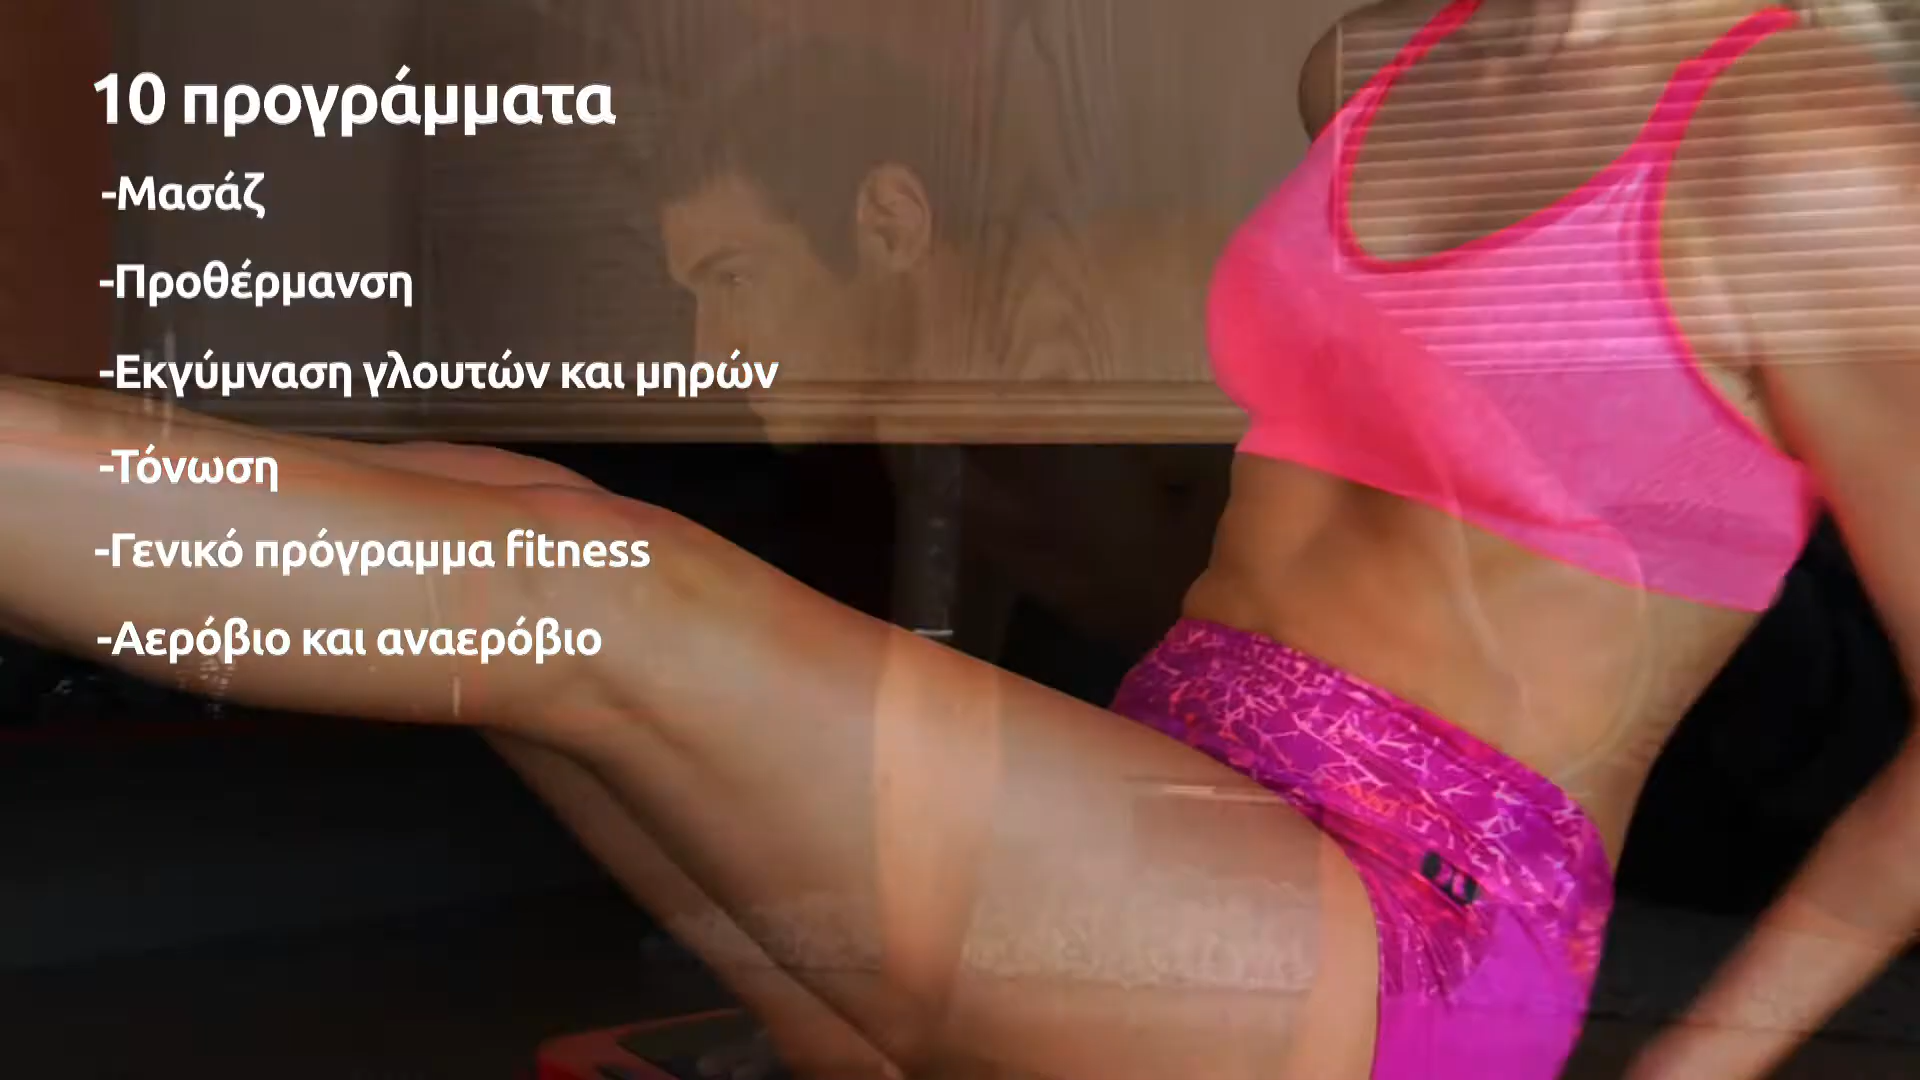 10 προγράμματα
-Μασάζ
-Προθέρμανση
-Εκγύμναση γλουτών και μηρών
-Τόνωση
-Γενικό πρόγραμμα fitness
-Αερόβιο και αναερόβιο